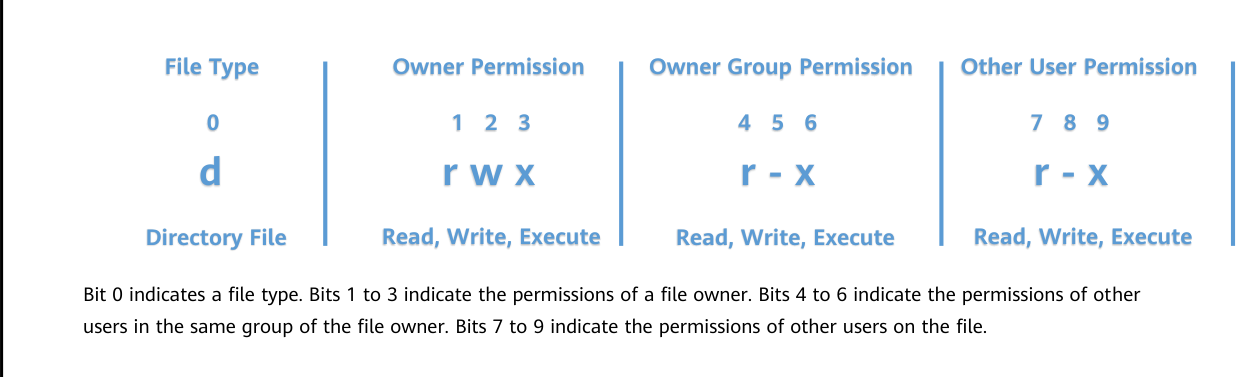 File Type Owner Permission Owner Group Permission Other User Permission
0 1 2 3 4 5 6 7 8 9
d r w x r - x r - x
Directory File Read, Write, Execute Read, Write, Execute Read, Write, Execute
Bit 0 indicates a file type. Bits 1 to 3 indicate the permissions of a file owner. Bits 4 to 6 indicate the permissions of other
users in the same group of the file owner. Bits 7 to 9 indicate the permissions of other users on the file.